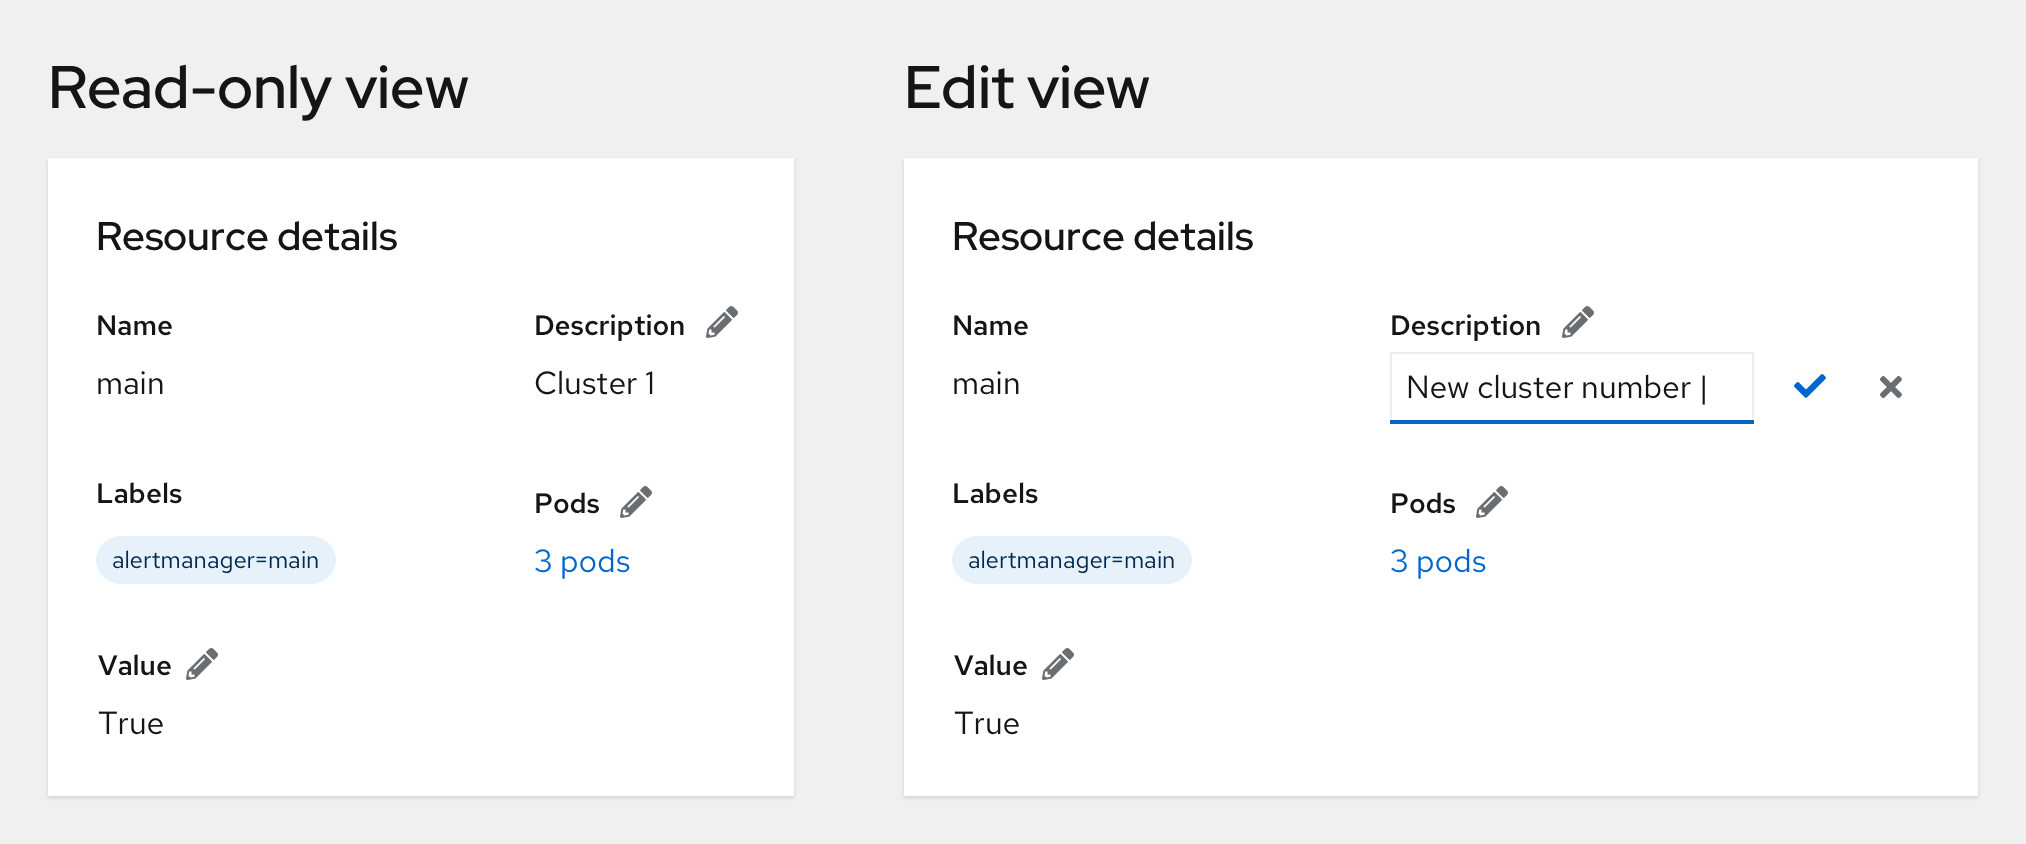 Read-only view
Resource details
Name
main
Description
Cluster 1
Labels
alertmanager=main
Pods
3 pods
Value
True
Edit view
Resource details
Name
main
Description
New cluster number |
Labels
alertmanager=main
Pods
3 pods
Value
True